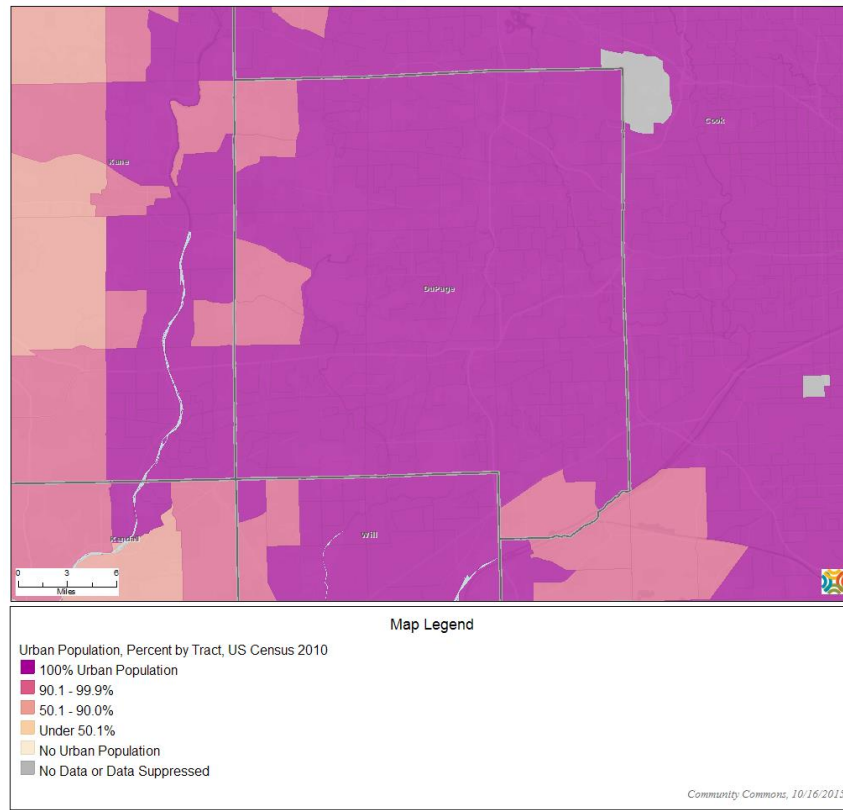 Cook
Kane
DuPage
Kendall
Will
0 3 6
Miles
Map Legend
Urban Population, Percent by Tract, US Census 2010
100% Urban Population
90.1 - 99.9%
50.1 - 90.0%
Under 50.1%
No Urban Population
No Data or Data Suppressed
Community Commons, 10/16/2015